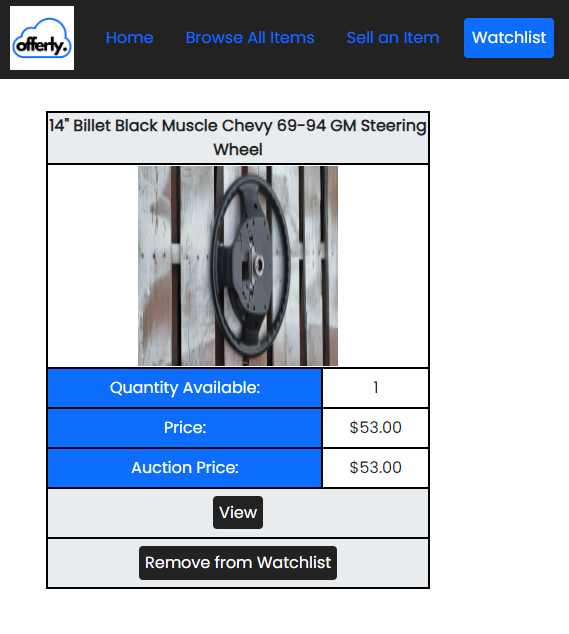 offerly.
Home
Browse All Items
Sell an Item
Watchlist
14" Billet Black Muscle Chevy 69-94 GM Steering
Wheel
Quantity Available: 1
Price: $53.00
Auction Price: $53.00
View
Remove from Watchlist